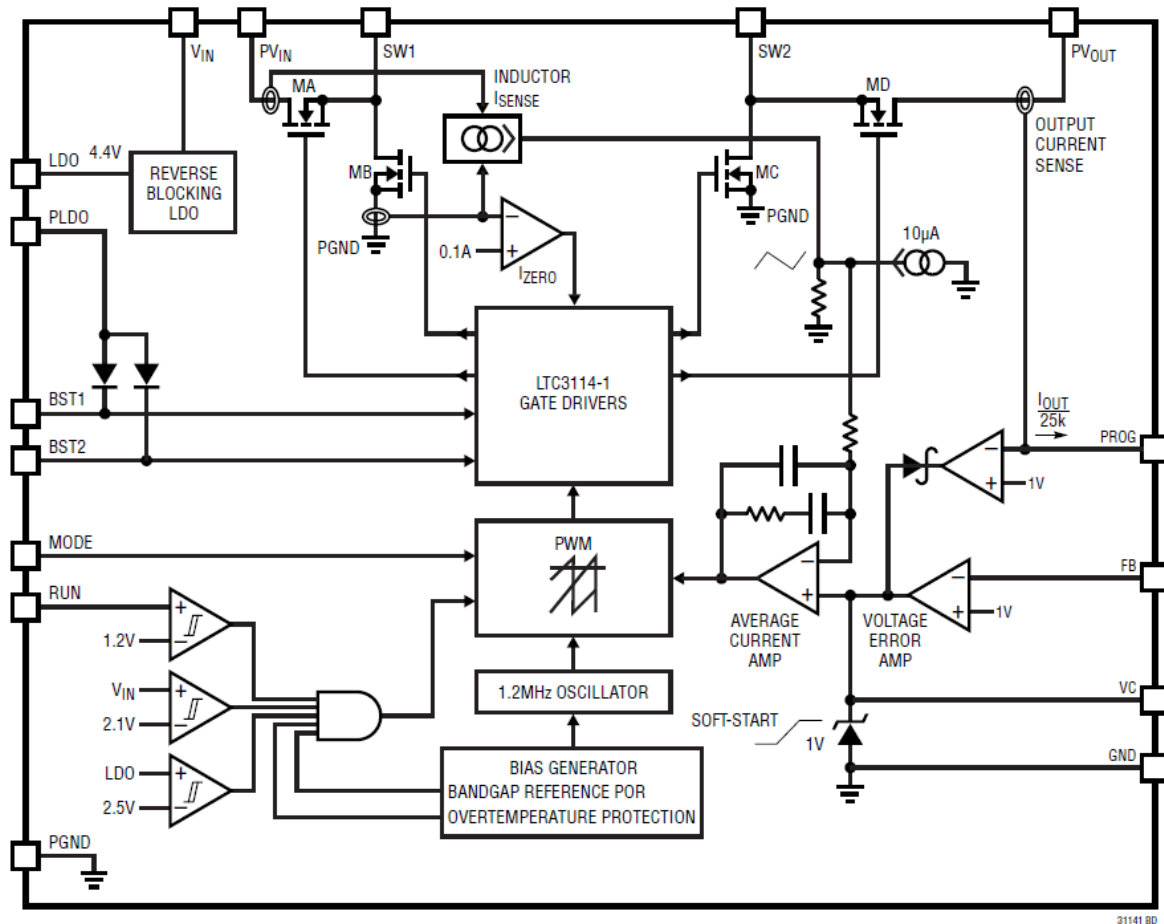 VIN
PVIN
SW1
SW2
PVOUT
MA
INDUCTOR
ISENSE
MD
OUTPUT
CURRENT
SENSE
LDO
4.4V
REVERSE
BLOCKING
LDO
MB
MC
PLDO
PGND
PGND
0.1A
−
+
IZERO
10µA
LTC3114-1
GATE DRIVERS
BST1
BST2
IOUT
25k
PROG
−
+
1V
MODE
PWM
FB
RUN
+
−
1.2V
−
+
−
+
1V
AVERAGE
CURRENT
AMP
VOLTAGE
ERROR
AMP
VIN
+
2.1V
−
1.2MHz OSCILLATOR
VC
SOFT-START
1V
LDO
+
2.5V
−
BIAS GENERATOR
BANDGAP REFERENCE POR
OVERTEMPERATURE PROTECTION
GND
PGND
31141 BD